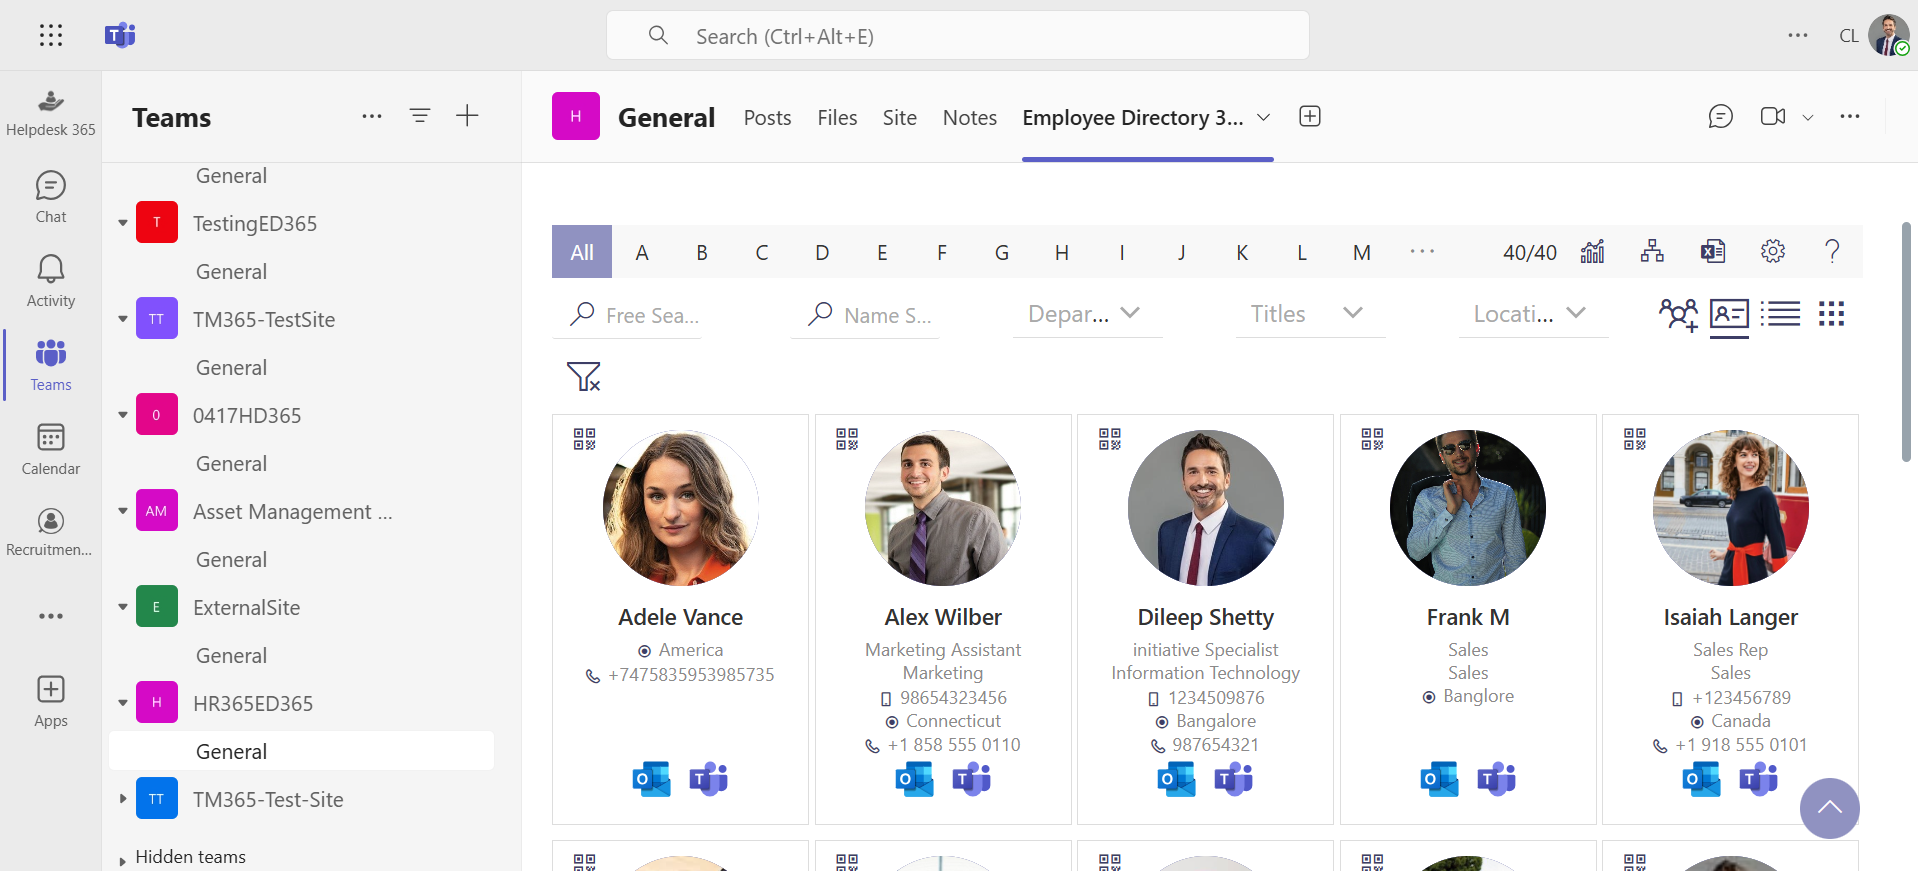 Search (Ctrl+Alt+E)
CL
Helpdesk 365
Chat
Activity
Teams
Calendar
Recruitmen...
Apps
Teams
General
T
TestingED365
General
TT
TM365-TestSite
General
0
0417HD365
General
AM
Asset Management ...
General
E
ExternalSite
General
H
HR365ED365
General
TT
TM365-Test-Site
Hidden teams
H
General
Posts
Files
Site
Notes
Employee Directory 3...
All A B C D E F G H I J K L M ...
40/40
?
Free Sea...
Name S...
Depar...
Titles
Locati...
Adele Vance
America
+7475835953985735
Alex Wilber
Marketing Assistant
Marketing
98654323456
Connecticut
+1 858 555 0110
Dileep Shetty
initiative Specialist
Information Technology
1234509876
Bangalore
987654321
Frank M
Sales
Sales
Banglore
Isaiah Langer
Sales Rep
Sales
+123456789
Canada
+1 918 555 0101